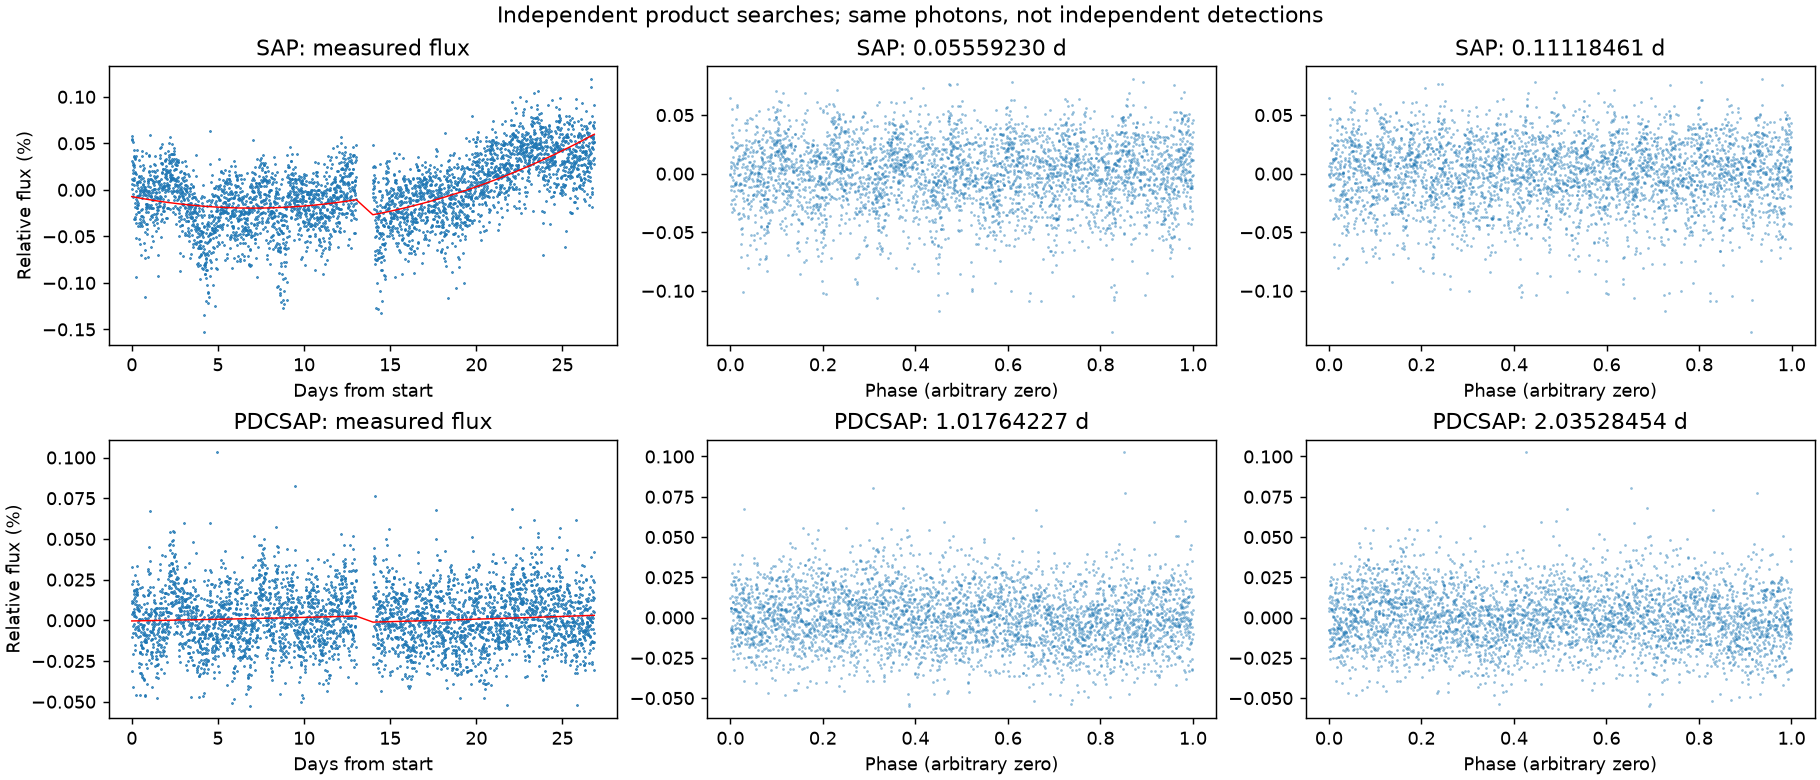 Independent product searches; same photons, not independent detections
SAP: measured flux
SAP: 0.05559230 d
SAP: 0.11118461 d
Relative flux (%)
0.10
0.05
0.00
−0.05
−0.10
−0.15
0 5 10 15 20 25
Days from start
0.05
0.00
−0.05
−0.10
0.0 0.2 0.4 0.6 0.8 1.0
Phase (arbitrary zero)
0.05
0.00
−0.05
−0.10
0.0 0.2 0.4 0.6 0.8 1.0
Phase (arbitrary zero)
PDCSAP: measured flux
PDCSAP: 1.01764227 d
PDCSAP: 2.03528454 d
Relative flux (%)
0.100
0.075
0.050
0.025
0.000
−0.025
−0.050
0 5 10 15 20 25
Days from start
0.100
0.075
0.050
0.025
0.000
−0.025
−0.050
0.0 0.2 0.4 0.6 0.8 1.0
Phase (arbitrary zero)
0.100
0.075
0.050
0.025
0.000
−0.025
−0.050
0.0 0.2 0.4 0.6 0.8 1.0
Phase (arbitrary zero)